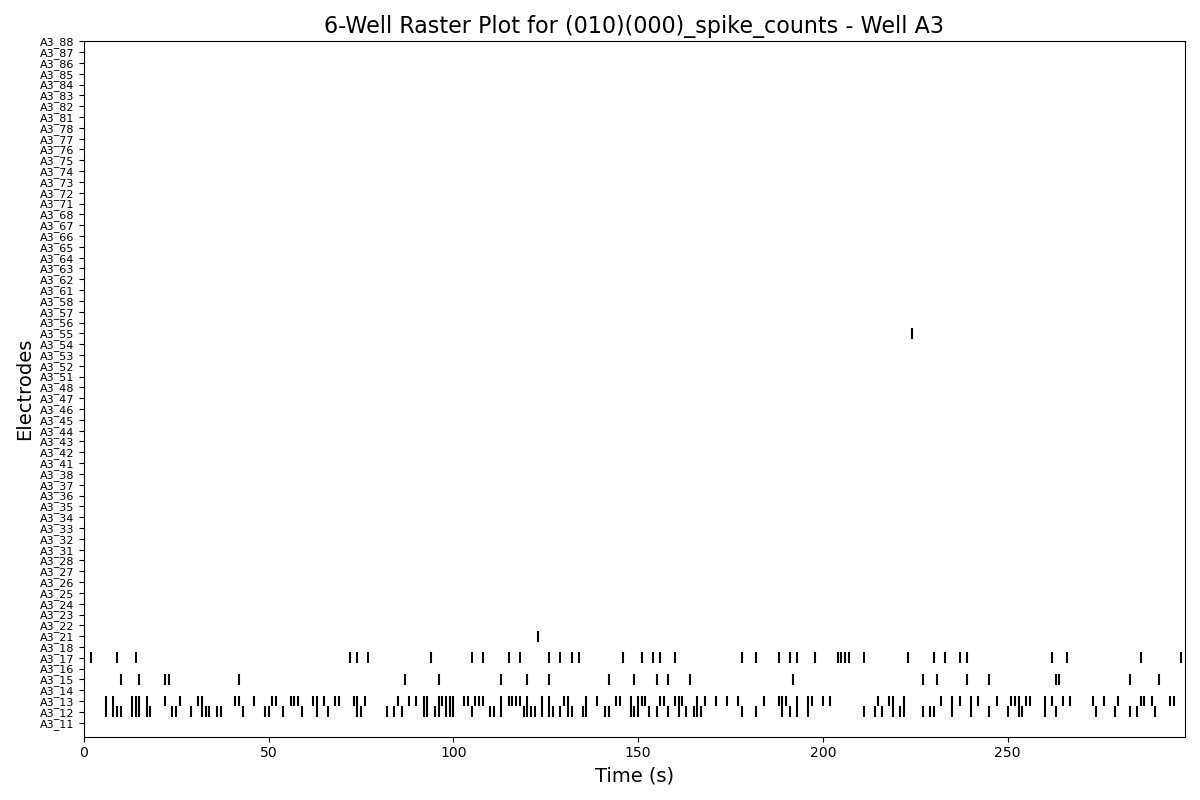 6-Well Raster Plot for (010)(000)_spike_counts - Well A3
Electrodes
A3_88
A3_87
A3_86
A3_85
A3_84
A3_83
A3_82
A3_81
A3_78
A3_77
A3_76
A3_75
A3_74
A3_73
A3_72
A3_71
A3_68
A3_67
A3_66
A3_65
A3_64
A3_63
A3_62
A3_61
A3_58
A3_57
A3_56
A3_55
A3_54
A3_53
A3_52
A3_51
A3_48
A3_47
A3_46
A3_45
A3_44
A3_43
A3_42
A3_41
A3_38
A3_37
A3_36
A3_35
A3_34
A3_33
A3_32
A3_31
A3_28
A3_27
A3_26
A3_25
A3_24
A3_23
A3_22
A3_21
A3_18
A3_17
A3_16
A3_15
A3_14
A3_13
A3_12
A3_11
0 50 100 150 200 250
Time (s)